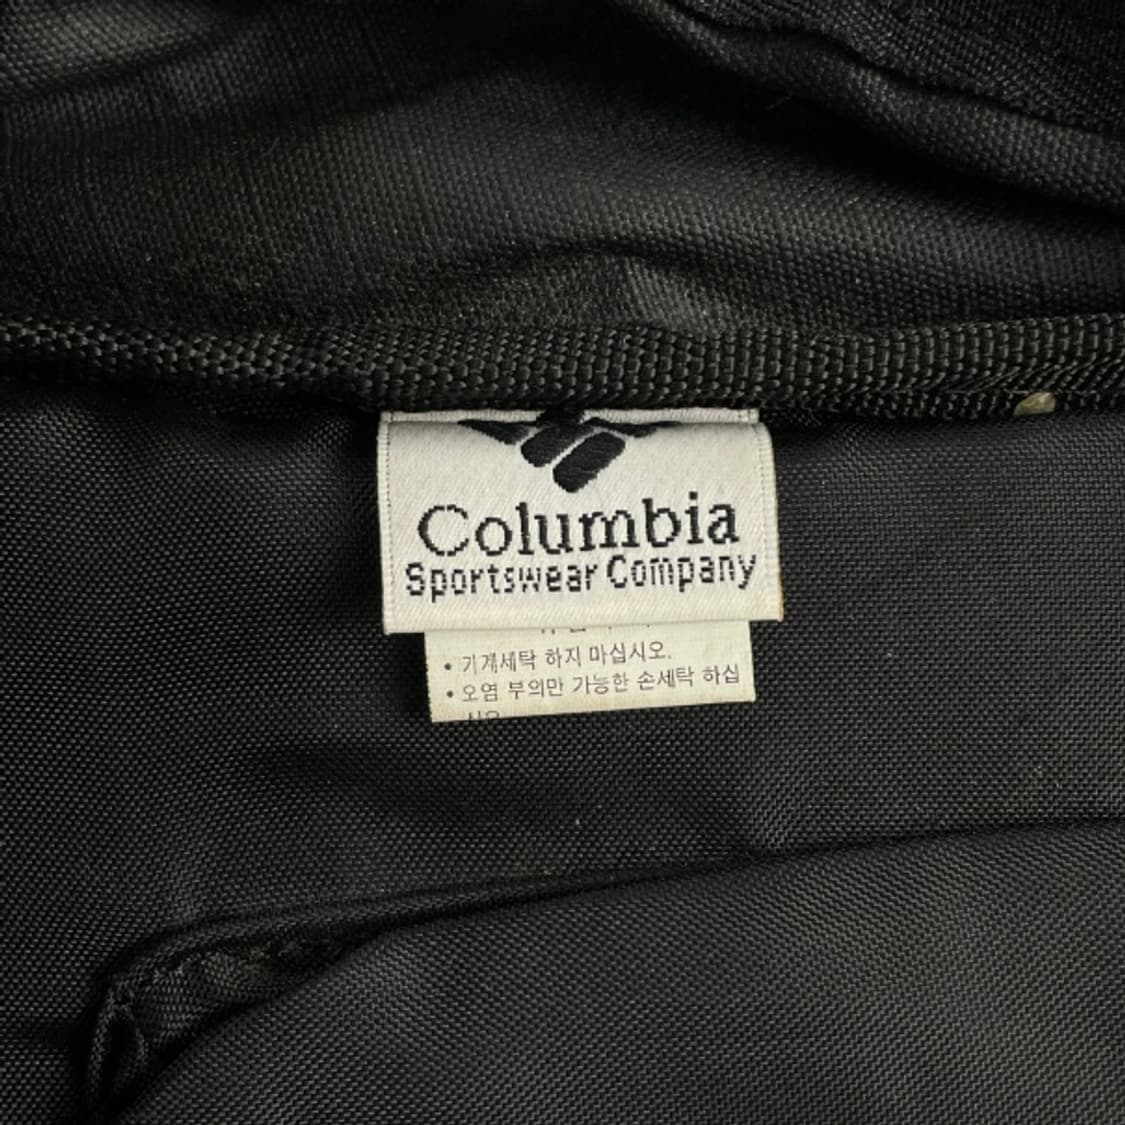 Columbia
Sportswear Company
• 기계세탁 하지 마십시오.
• 오염 부의만 가능한 손세탁 하십